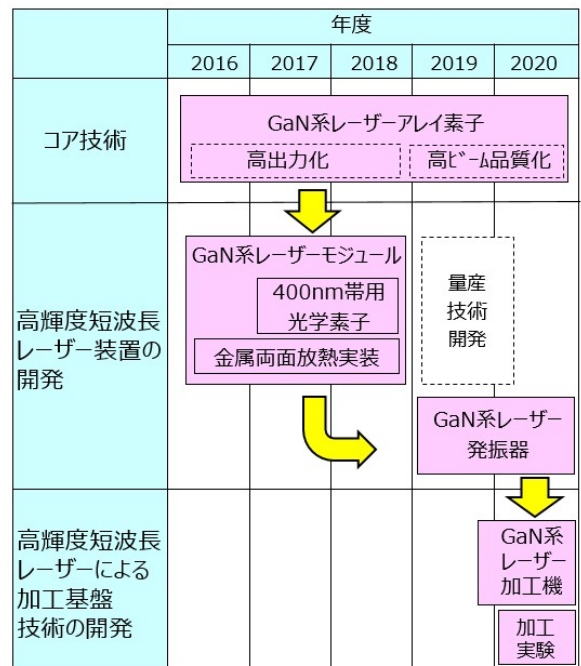 年度
2016 2017 2018 2019 2020
コア技術
GaN系レーザーアレイ素子
高出力化
高ﾋﾞｰﾑ品質化
高輝度短波長
レーザー装置の
開発
GaN系レーザーモジュール
400nm帯用
光学素子
金属両面放熱実装
量産
技術
開発
GaN系レーザー
発振器
高輝度短波長
レーザーによる
加工基盤
技術の開発
GaN系
レーザー
加工機
加工
実験